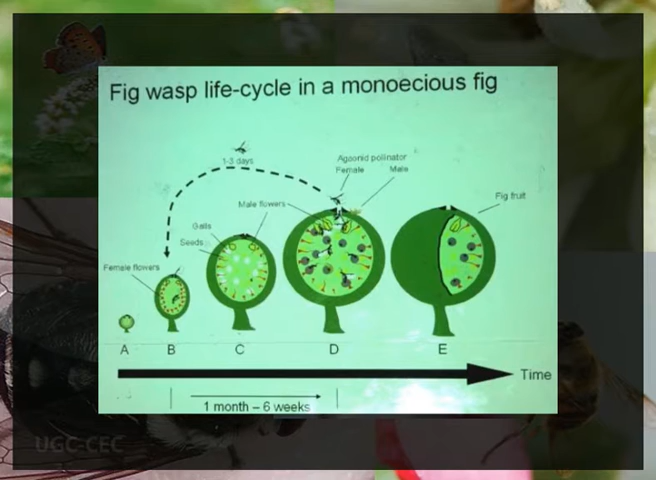 Fig wasp life-cycle in a monoecious fig
1-3 days
Agaonid pollinator
Female Male
Male flowers
Fig fruit
Galls
Seeds
Female flowers
A B C D E
Time
1 month – 6 weeks
UGC-CEC